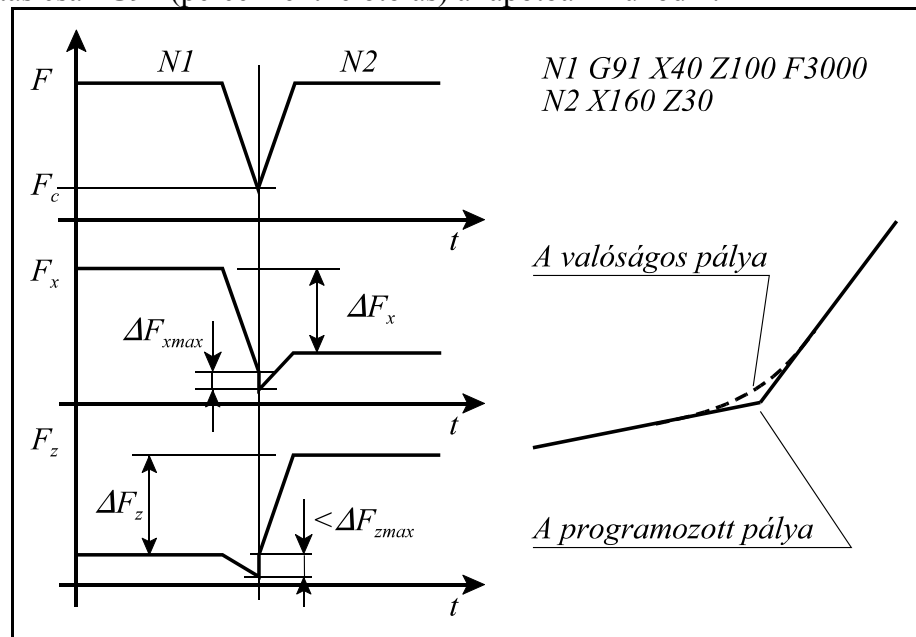 N1
N2
F
F_c
t
N1 G91 X40 Z100 F3000
N2 X160 Z30
F_x
ΔF_xmax
ΔF_x
t
A valóságos pálya
F_z
ΔF_z
<ΔF_zmax
t
A programozott pálya